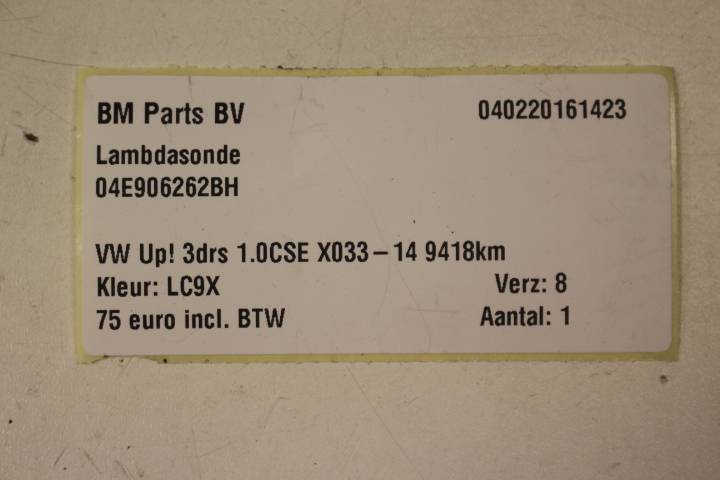 BM Parts BV 040220161423
Lambdasonde
04E906262BH
VW Up! 3drs 1.0CSE X033-14 9418km
Kleur: LC9X Verz: 8
75 euro incl. BTW Aantal: 1